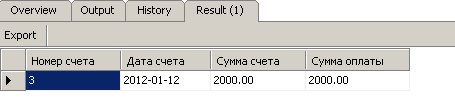 Overview Output History Result (1)
Export
Номер счета Дата счета Сумма счета Сумма оплаты
3 2012-01-12 2000.00 2000.00